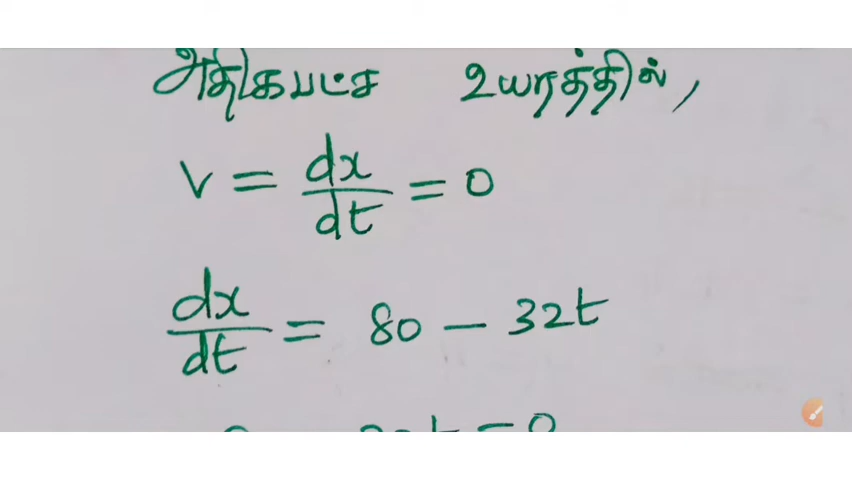 அதிகபட்ச உயரத்தில்,
v = dx/dt = 0
dx/dt = 80 - 32t